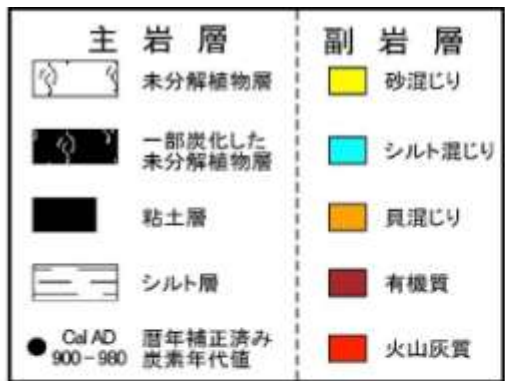 主岩層
未分解植物層
一部炭化した
未分解植物層
粘土層
シルト層
Cal AD
900-980
暦年補正済み
炭素年代値
副岩層
砂混じり
シルト混じり
貝混じり
有機質
火山灰質